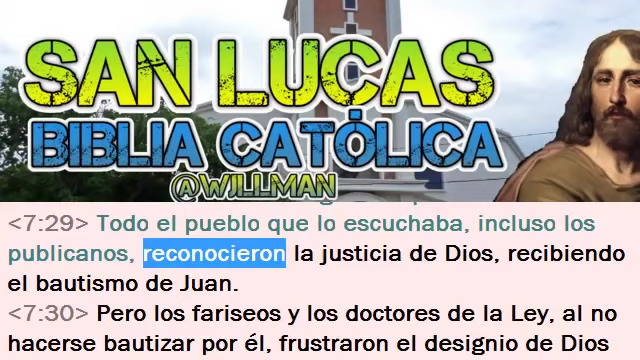 SAN LUCAS
BIBLIA CATÓLICA
@WJLLMAN
<7:29> Todo el pueblo que lo escuchaba, incluso los
publicanos, reconocieron la justicia de Dios, recibiendo
el bautismo de Juan.
<7:30> Pero los fariseos y los doctores de la Ley, al no
hacerse bautizar por él, frustraron el designio de Dios